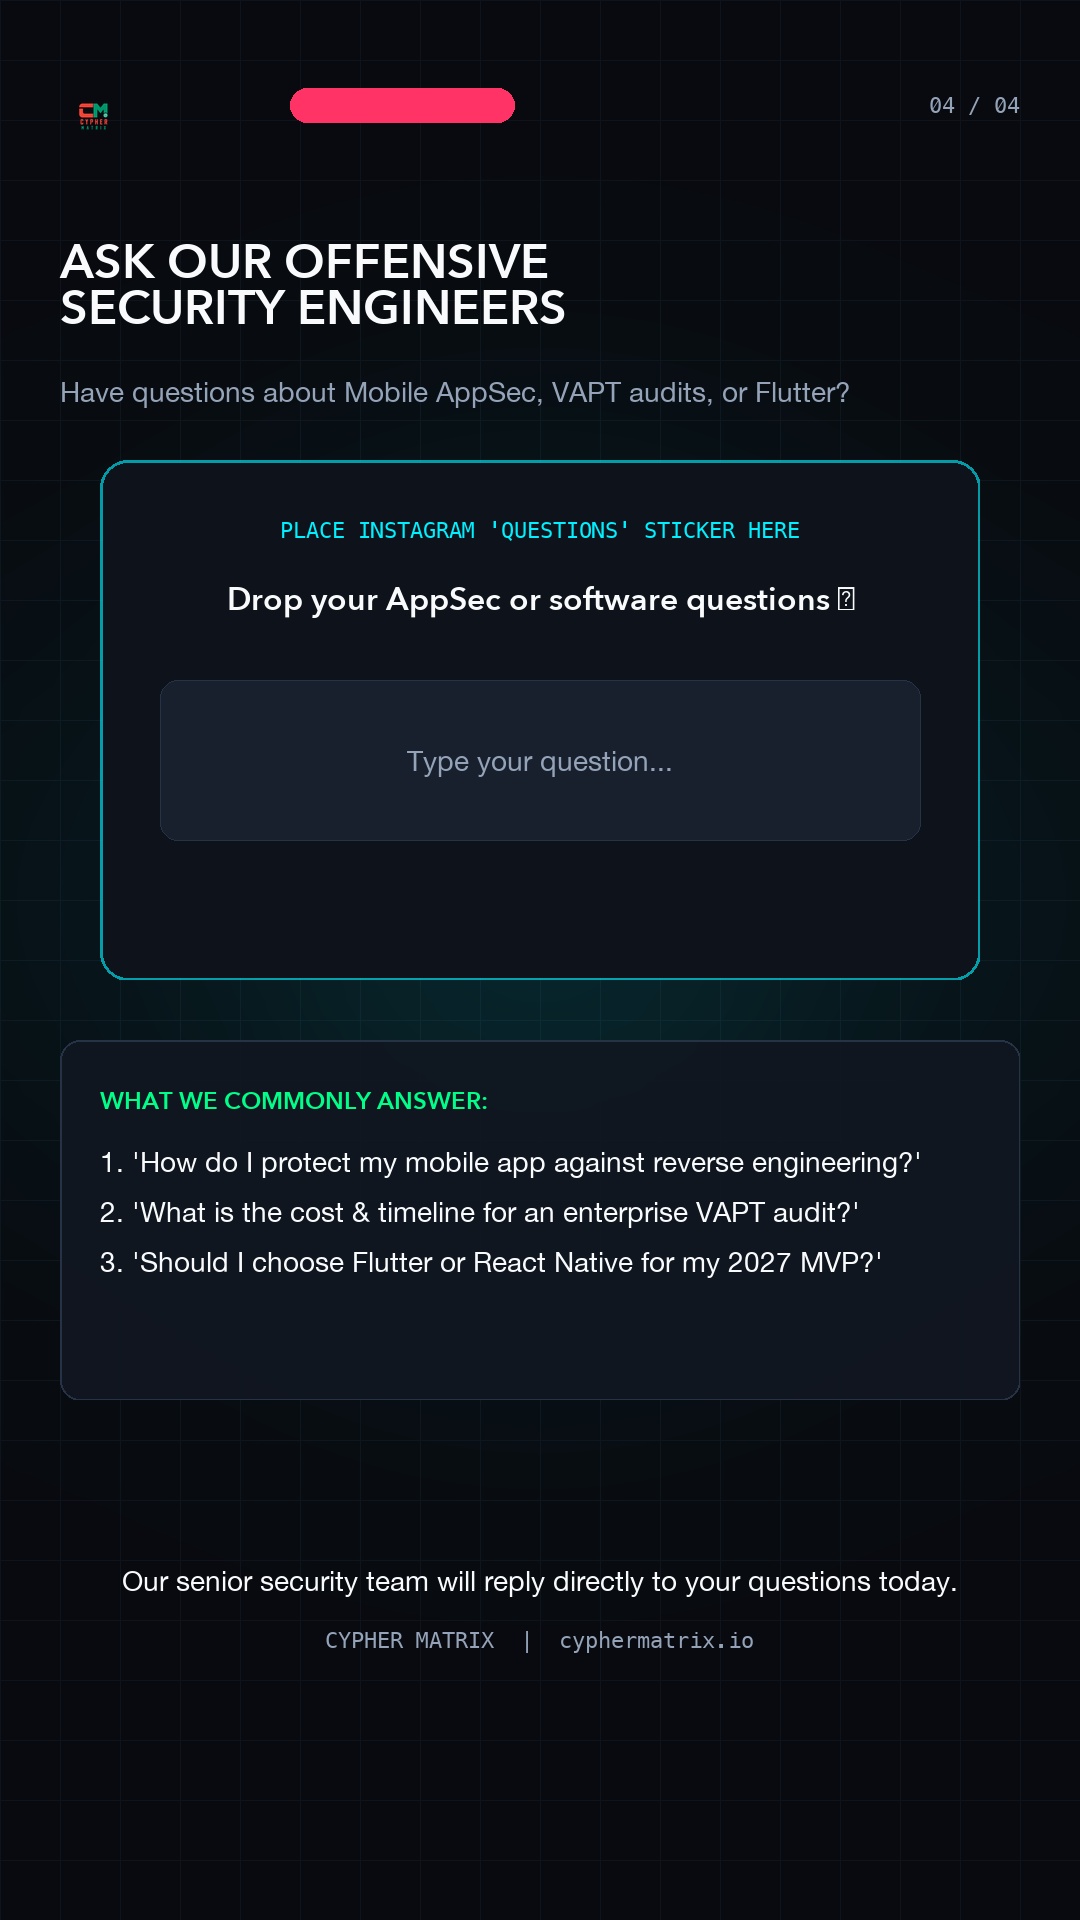 CM
CYPHER
MATRIX
04 / 04
ASK OUR OFFENSIVE
SECURITY ENGINEERS
Have questions about Mobile AppSec, VAPT audits, or Flutter?
PLACE INSTAGRAM 'QUESTIONS' STICKER HERE
Drop your AppSec or software questions
Type your question...
WHAT WE COMMONLY ANSWER:
1. 'How do I protect my mobile app against reverse engineering?'
2. 'What is the cost & timeline for an enterprise VAPT audit?'
3. 'Should I choose Flutter or React Native for my 2027 MVP?'
Our senior security team will reply directly to your questions today.
CYPHER MATRIX | cyphermatrix.io